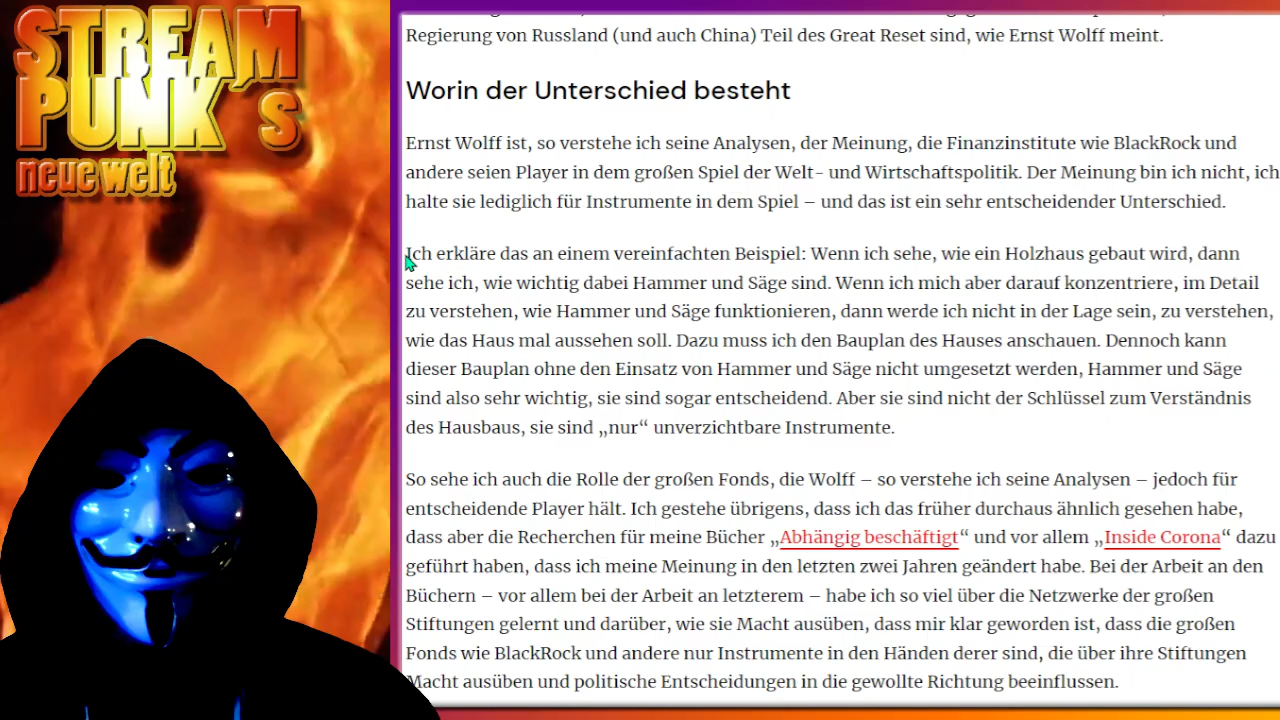 STREAM
PUNK´S
neue welt
Regierung von Russland (und auch China) Teil des Great Reset sind, wie Ernst Wolff meint.
Worin der Unterschied besteht
Ernst Wolff ist, so verstehe ich seine Analysen, der Meinung, die Finanzinstitute wie BlackRock und
andere seien Player in dem großen Spiel der Welt- und Wirtschaftspolitik. Der Meinung bin ich nicht, ich
halte sie lediglich für Instrumente in dem Spiel – und das ist ein sehr entscheidender Unterschied.
Ich erkläre das an einem vereinfachten Beispiel: Wenn ich sehe, wie ein Holzhaus gebaut wird, dann
sehe ich, wie wichtig dabei Hammer und Säge sind. Wenn ich mich aber darauf konzentriere, im Detail
zu verstehen, wie Hammer und Säge funktionieren, dann werde ich nicht in der Lage sein, zu verstehen,
wie das Haus mal aussehen soll. Dazu muss ich den Bauplan des Hauses anschauen. Dennoch kann
dieser Bauplan ohne den Einsatz von Hammer und Säge nicht umgesetzt werden, Hammer und Säge
sind also sehr wichtig, sie sind sogar entscheidend. Aber sie sind nicht der Schlüssel zum Verständnis
des Hausbaus, sie sind „nur“ unverzichtbare Instrumente.
So sehe ich auch die Rolle der großen Fonds, die Wolff – so verstehe ich seine Analysen – jedoch für
entscheidende Player hält. Ich gestehe übrigens, dass ich das früher durchaus ähnlich gesehen habe,
dass aber die Recherchen für meine Bücher „Abhängig beschäftigt“ und vor allem „Inside Corona“ dazu
geführt haben, dass ich meine Meinung in den letzten zwei Jahren geändert habe. Bei der Arbeit an den
Büchern – vor allem bei der Arbeit an letzterem – habe ich so viel über die Netzwerke der großen
Stiftungen gelernt und darüber, wie sie Macht ausüben, dass mir klar geworden ist, dass die großen
Fonds wie BlackRock und andere nur Instrumente in den Händen derer sind, die über ihre Stiftungen
Macht ausüben und politische Entscheidungen in die gewollte Richtung beeinflussen.